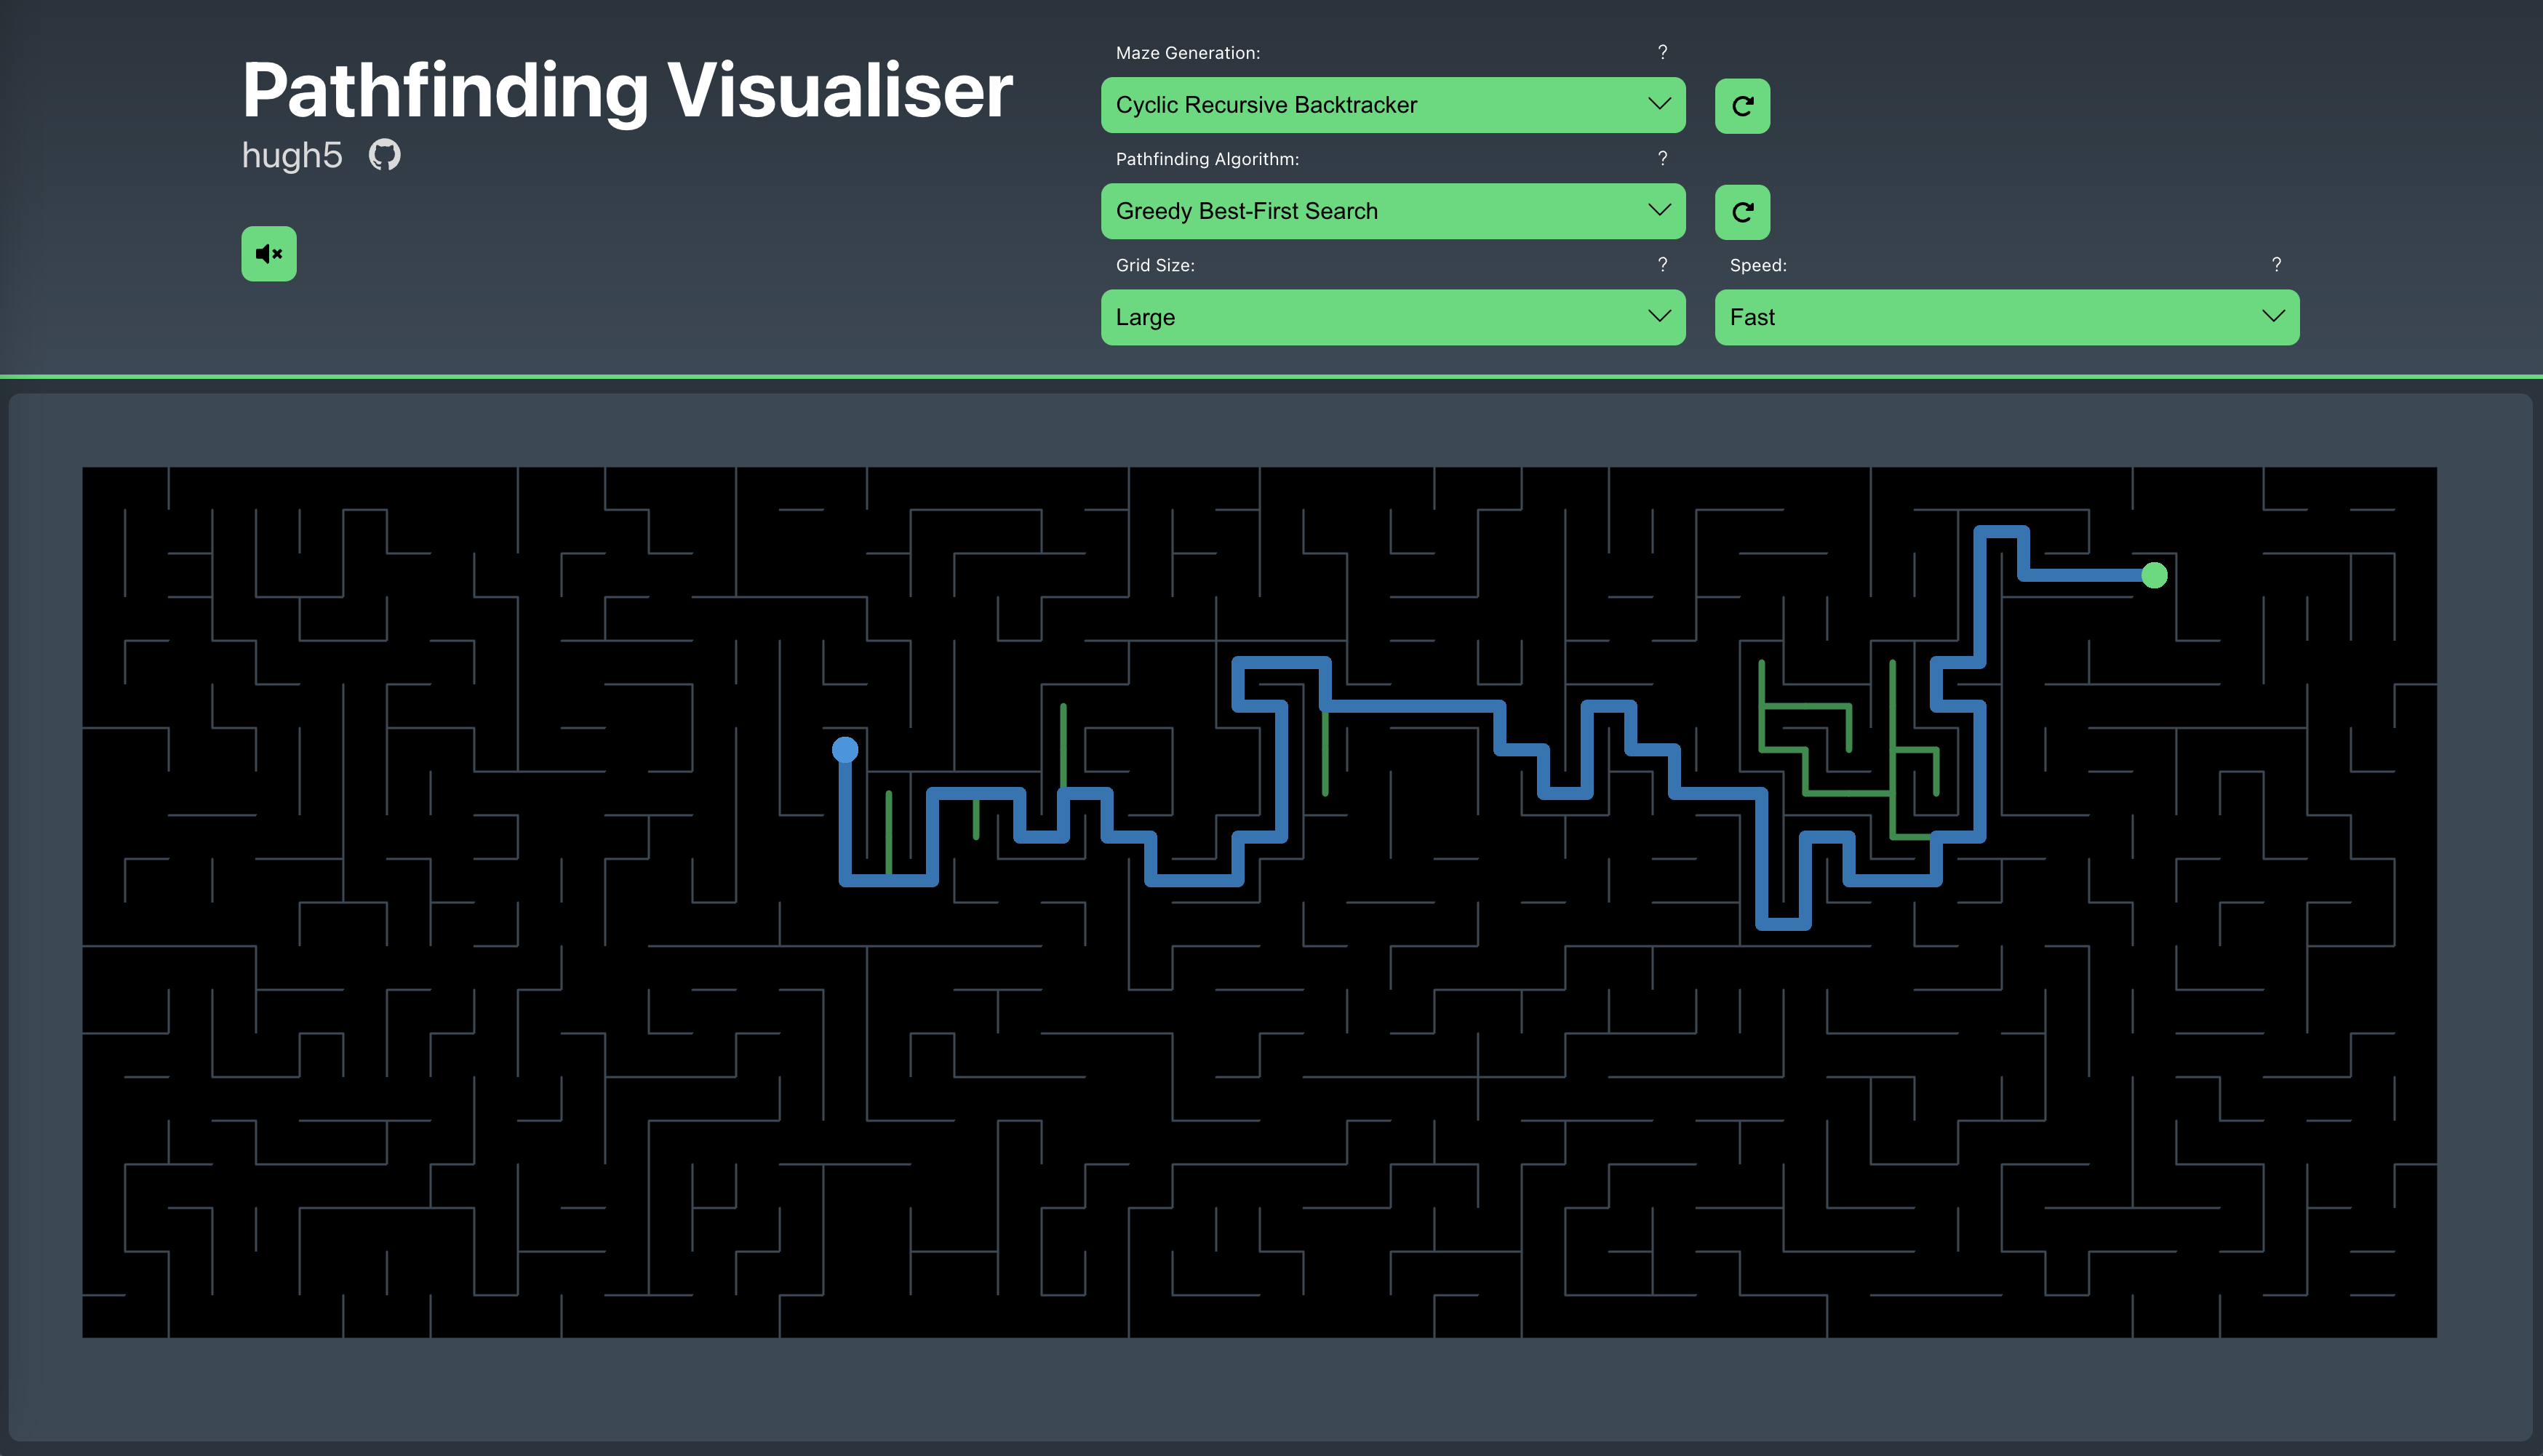 Pathfinding Visualiser
hugh5
Maze Generation: ?
Cyclic Recursive Backtracker
Pathfinding Algorithm: ?
Greedy Best-First Search
Grid Size: ?
Large
Speed: ?
Fast